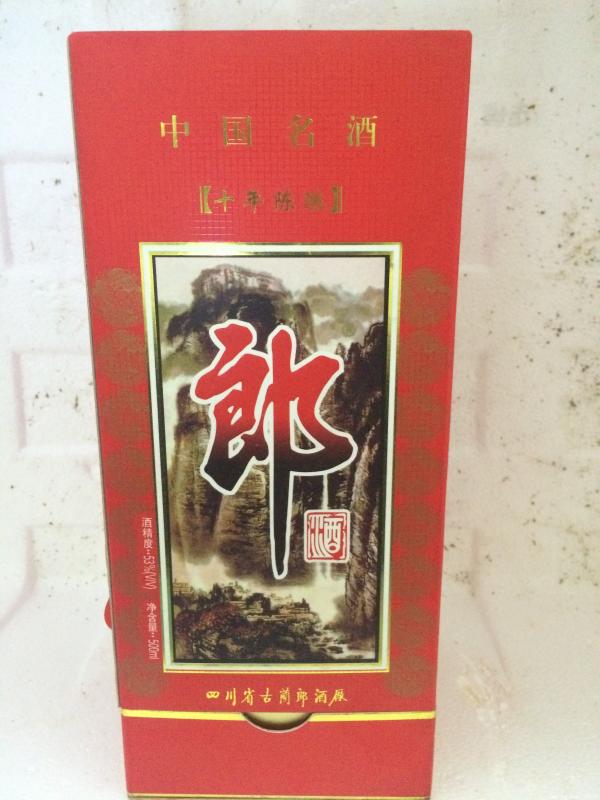 中国名酒
【十年陈酿】
郎
酒
酒精度:53%(V/V) 净含量:500ml
四川省古蔺郎酒厂